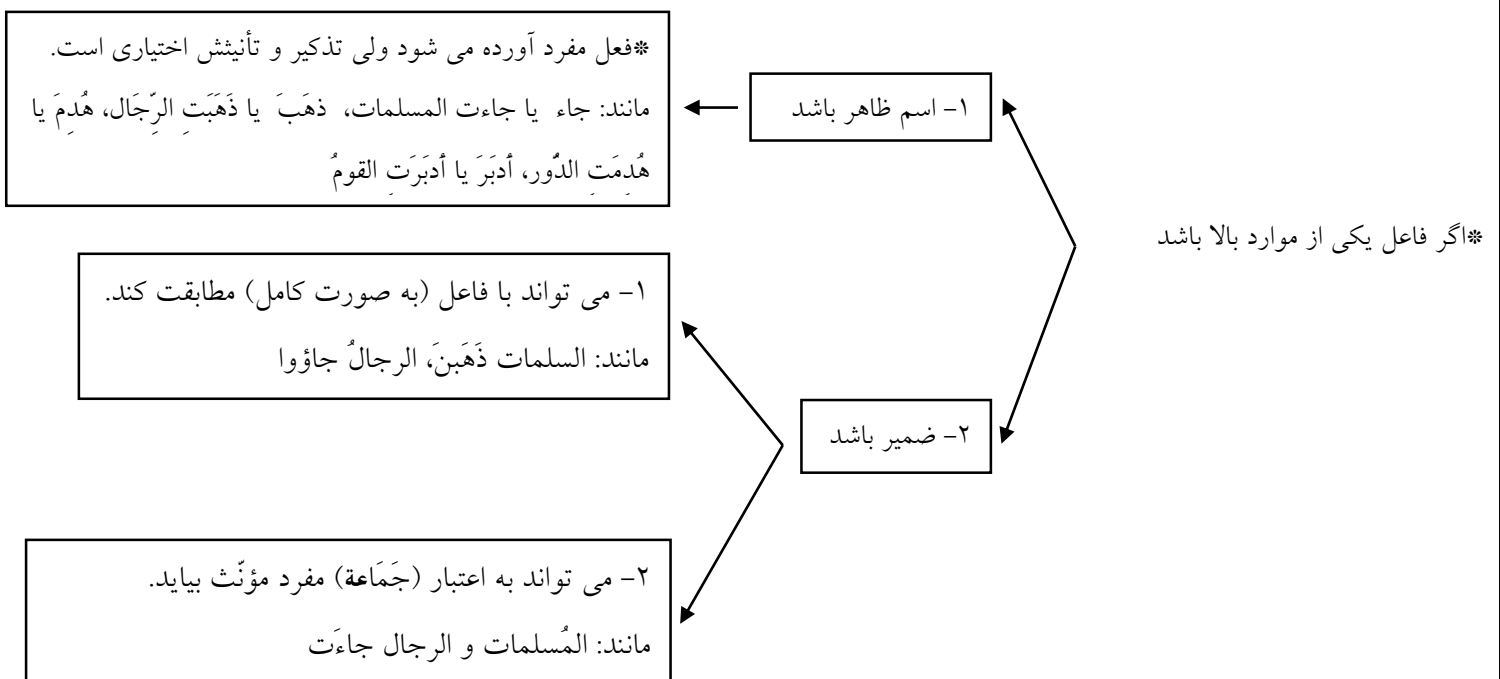 *اگر فاعل یکی از موارد بالا باشد
۱- اسم ظاهر باشد
*فعل مفرد آورده می شود ولی تذکیر و تأنیثش اختیاری است.
مانند: جاء یا جاءت المسلمات، ذهَبَ یا ذَهَبَتِ الرِّجَال، هُدِمَ یا
هُدِمَتِ الدُّور، أدبَرَ یا أدبَرَتِ القومُ
۲- ضمیر باشد
۱- می تواند با فاعل (به صورت کامل) مطابقت کند.
مانند: السلمات ذَهَبنَ، الرجالُ جاؤوا
۲- می تواند به اعتبار (جَمَاعة) مفرد مؤنّث بیاید.
مانند: المُسلمات و الرجال جاءَت